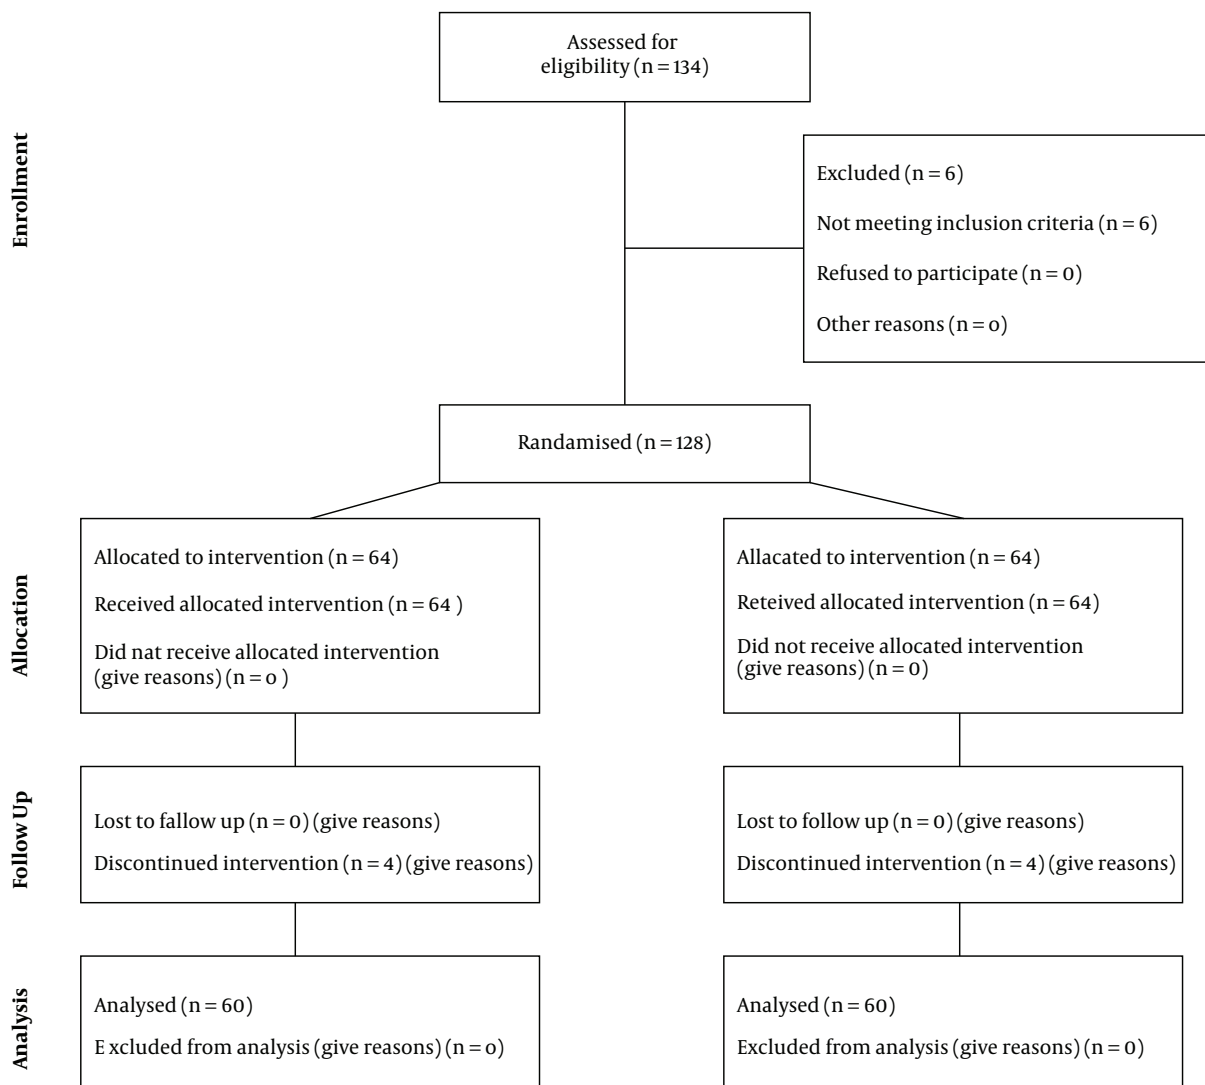 Assessed for
eligibility (n = 134)
Enrollment
Excluded (n = 6)
Not meeting inclusion criteria (n = 6)
Refused to participate (n = 0)
Other reasons (n = o)
Randamised (n = 128)
Allocation
Allocated to intervention (n = 64)
Received allocated intervention (n = 64 )
Did nat receive allocated intervention
(give reasons) (n = o )
Allacated to intervention (n = 64)
Reteived allocated intervention (n = 64)
Did not receive allocated intervention
(give reasons) (n = 0)
Follow Up
Lost to fallow up (n = 0) (give reasons)
Discontinued intervention (n = 4) (give reasons)
Lost to follow up (n = 0) (give reasons)
Discontinued intervention (n = 4) (give reasons)
Analysis
Analysed (n = 60)
E xcluded from analysis (give reasons) (n = o)
Analysed (n = 60)
Excluded from analysis (give reasons) (n = 0)